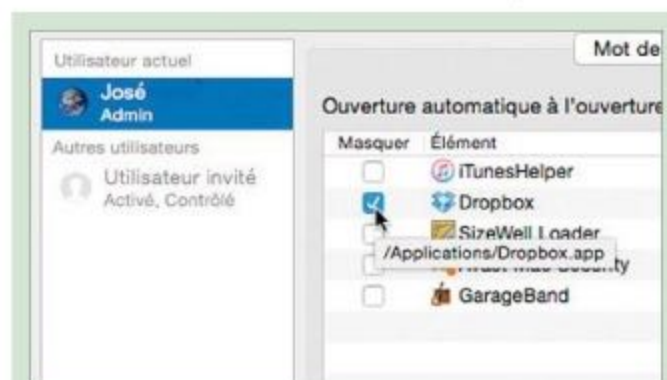 Mot de
Utilisateur actuel
José
Admin
Autres utilisateurs
Utilisateur invité
Activé, Contrôlé
Ouverture automatique à l'ouverture
Masquer Élément
iTunesHelper
Dropbox
SizeWell Loader
/Applications/Dropbox.app
GarageBand